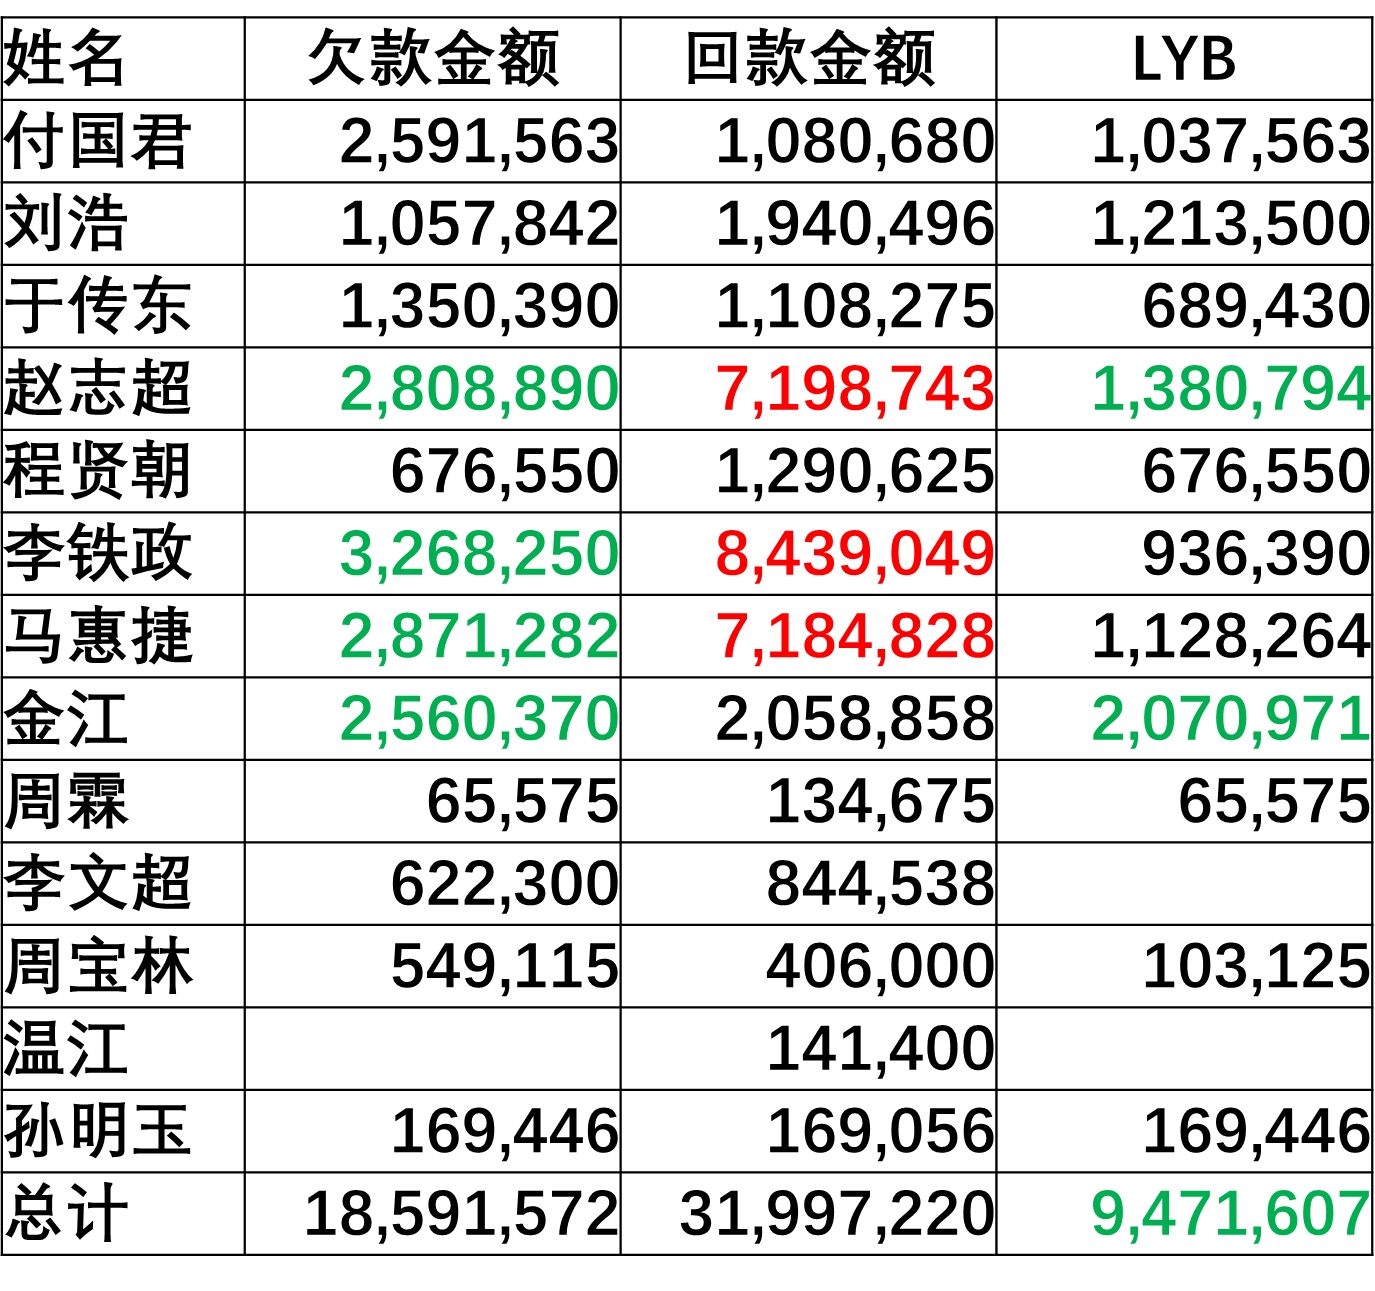 姓名 欠款金额 回款金额 LYB
付国君 2,591,563 1,080,680 1,037,563
刘浩 1,057,842 1,940,496 1,213,500
于传东 1,350,390 1,108,275 689,430
赵志超 2,808,890 7,198,743 1,380,794
程贤朝 676,550 1,290,625 676,550
李铁政 3,268,250 8,439,049 936,390
马惠捷 2,871,282 7,184,828 1,128,264
金江 2,560,370 2,058,858 2,070,971
周霖 65,575 134,675 65,575
李文超 622,300 844,538
周宝林 549,115 406,000 103,125
温江 141,400
孙明玉 169,446 169,056 169,446
总计 18,591,572 31,997,220 9,471,607